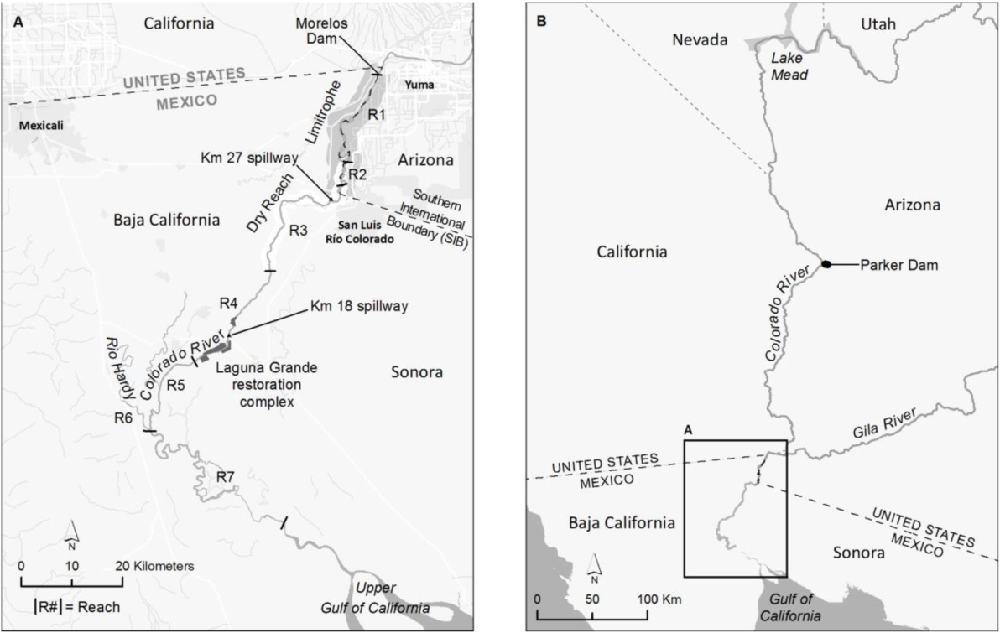 A
California
Morelos
Dam
UNITED STATES
MEXICO
Yuma
Mexicali
Limitrophe
R1
Km 27 spillway
Arizona
R2
Dry Reach
Southern
International
Boundary (SIB)
Baja California
R3
San Luis
Río Colorado
R4
Km 18 spillway
Colorado River
Rio Hardy
Laguna Grande
restoration
complex
Sonora
R5
R6
R7
N
0 10 20 Kilometers
|R#| = Reach
Upper
Gulf of California
B
Nevada
Utah
Lake
Mead
Arizona
California
Parker Dam
Colorado River
Gila River
A
UNITED STATES
MEXICO
Baja California
UNITED STATES
MEXICO
Sonora
N
0 50 100 Km
Gulf of
California